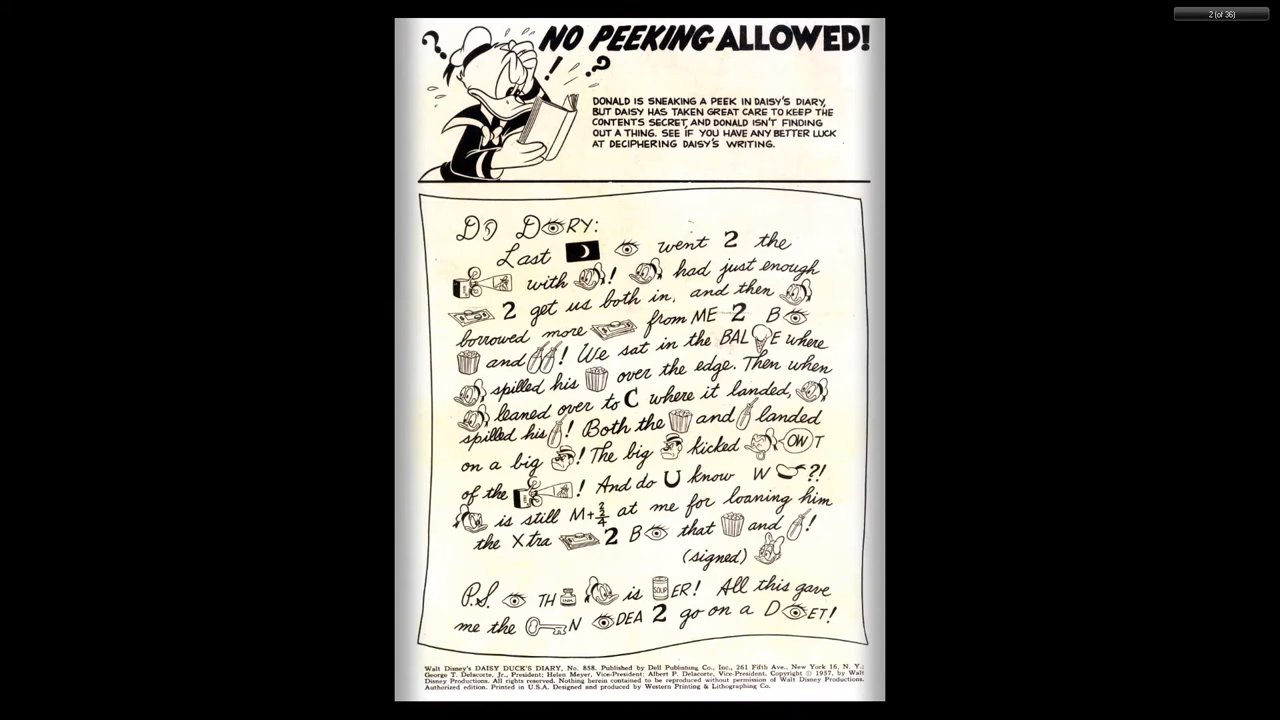 2 (of 36)
NO PEEKING ALLOWED!
? ! ?
DONALD IS SNEAKING A PEEK IN DAISY'S DIARY,
BUT DAISY HAS TAKEN GREAT CARE TO KEEP THE
CONTENTS SECRET, AND DONALD ISN'T FINDING
OUT A THING. SEE IF YOU HAVE ANY BETTER LUCK
AT DECIPHERING DAISY'S WRITING.
D D RY:
Last went 2 the
with ! had just enough
2 get us both in, and then
borrowed more from ME 2 B
and ! We sat in the BAL E where
spilled his over the edge. Then when
leaned over to C where it landed,
spilled his ! Both the and landed
on a big ! The big kicked OW T
of the ! And do U know W ?!
is still M+ 2/4 at me for loaning him
the Xtra 2 B that and !
(signed)
P.S. TH INK is SOUP ER! All this gave
me the N DEA 2 go on a D ET!
Walt Disney's DAISY DUCK'S DIARY, No. 858. Published by Dell Publishing Co., Inc., 261 Fifth Ave., New York 16, N. Y.;
George T. Delacorte, Jr., President; Helen Meyer, Vice-President; Albert P. Delacorte, Vice-President. Copyright © 1957, by Walt
Disney Productions. All rights reserved. Nothing herein contained to be reproduced without permission of Walt Disney Productions.
Authorized edition. Printed in U.S.A. Designed and produced by Western Printing & Lithographing Co.